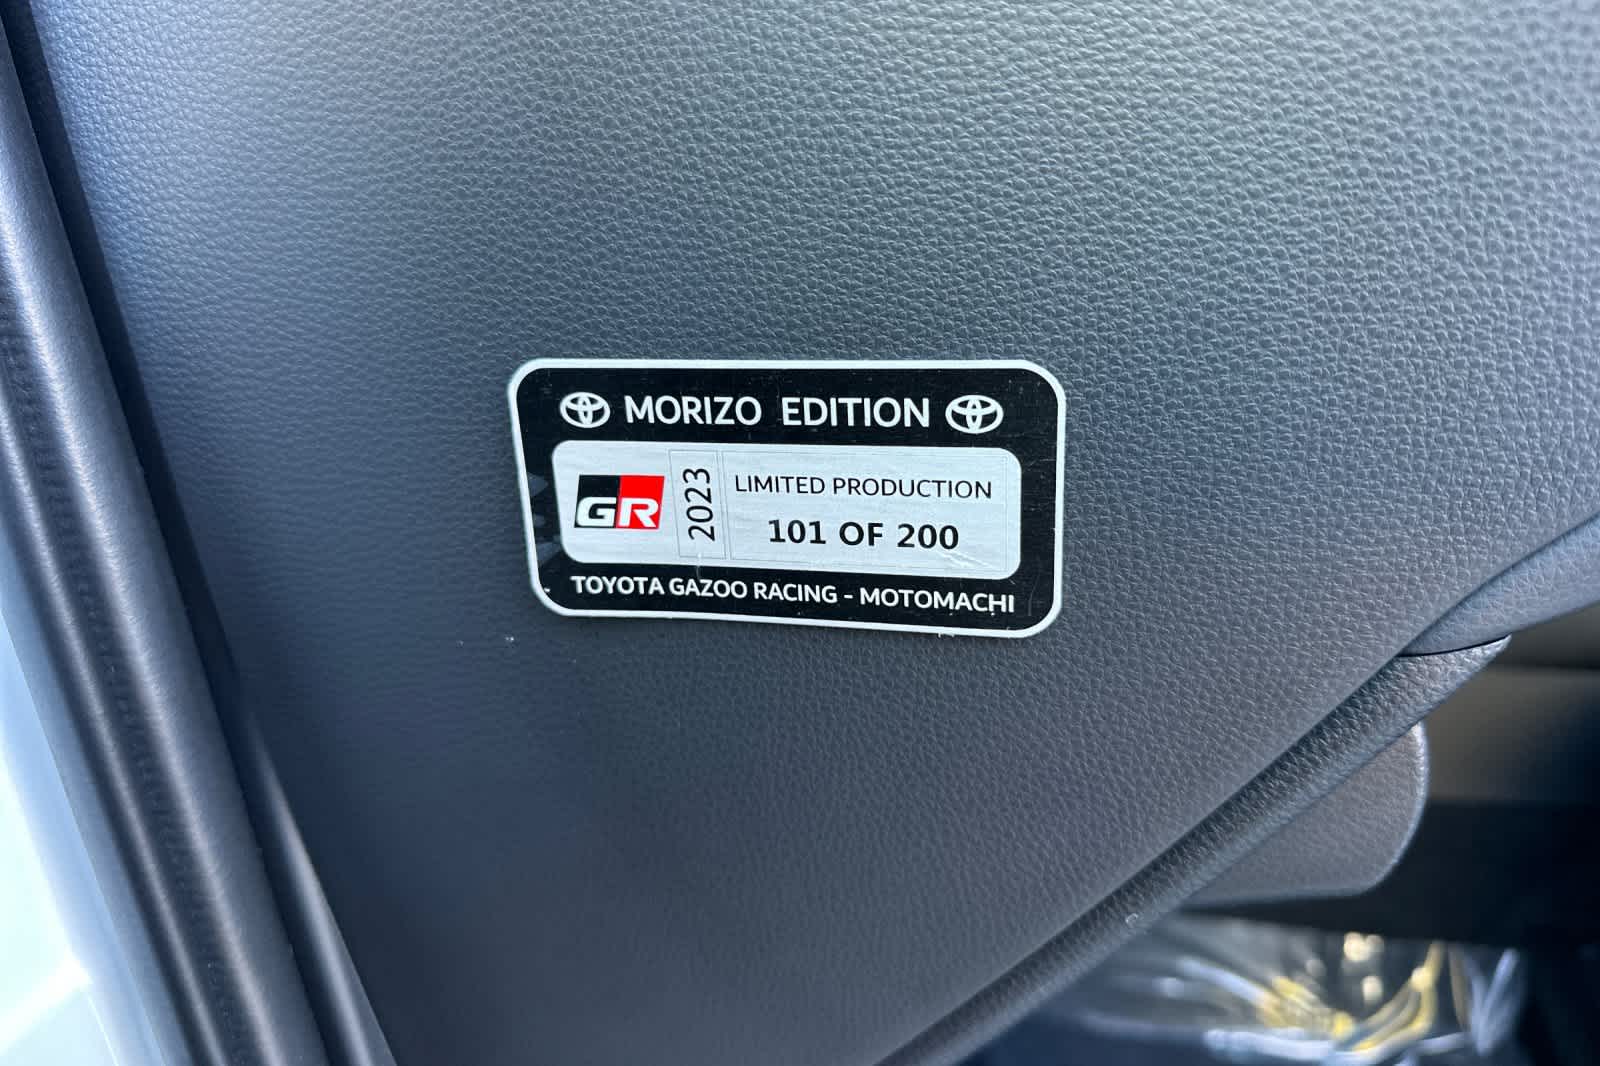 MORIZO EDITION
GR
2023
LIMITED PRODUCTION
101 OF 200
TOYOTA GAZOO RACING - MOTOMACHI